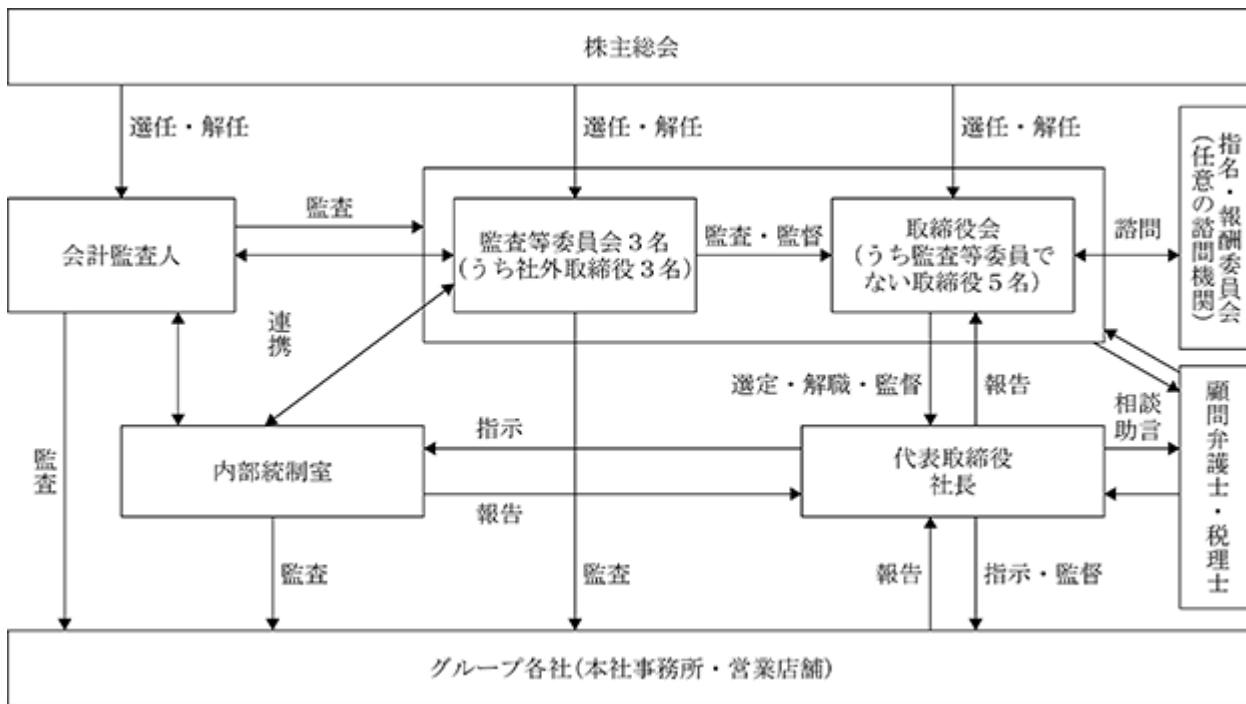 株主総会
選任・解任
選任・解任
選任・解任
指名・報酬委員会
(任意の諮問機関)
監査
会計監査人
監査等委員会3名
(うち社外取締役3名)
監査・監督
取締役会
(うち監査等委員で
ない取締役5名)
諮問
連携
選定・解職・監督
報告
相談
助言
顧問弁護士・税理士
指示
内部統制室
代表取締役
社長
報告
監査
監査
監査
報告
指示・監督
グループ各社(本社事務所・営業店舗)